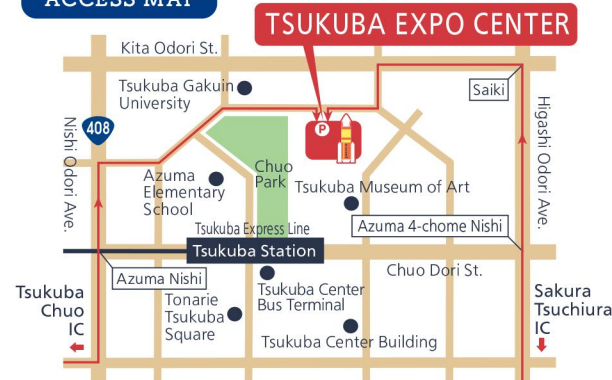 ACCESS MAP
TSUKUBA EXPO CENTER
Kita Odori St.
Tsukuba Gakuin
University
Saiki
408
P
Nishi Odori Ave.
Higashi Odori Ave.
Azuma
Elementary
School
Chuo
Park
Tsukuba Museum of Art
Tsukuba Express Line
Azuma 4-chome Nishi
Tsukuba Station
Chuo Dori St.
Azuma Nishi
Tsukuba
Chuo
IC
Tonarie
Tsukuba
Square
Tsukuba Center
Bus Terminal
Sakura
Tsuchiura
IC
Tsukuba Center Building